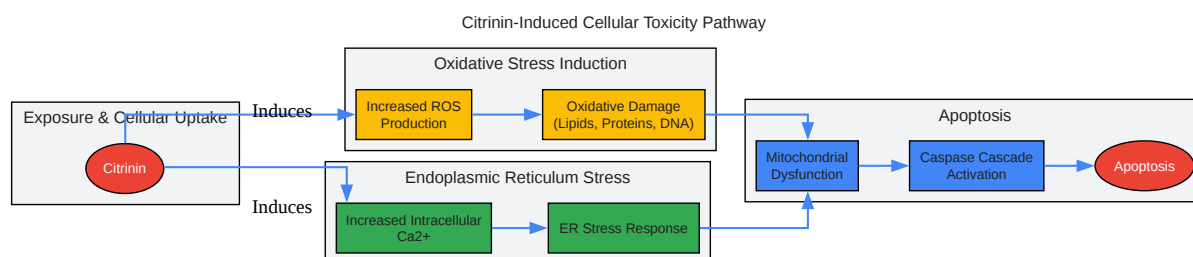 Citrinin-Induced Cellular Toxicity Pathway
Exposure & Cellular Uptake
Citrinin
Induces
Induces
Oxidative Stress Induction
Increased ROS
Production
Oxidative Damage
(Lipids, Proteins, DNA)
Endoplasmic Reticulum Stress
Increased Intracellular
Ca2+
ER Stress Response
Apoptosis
Mitochondrial
Dysfunction
Caspase Cascade
Activation
Apoptosis